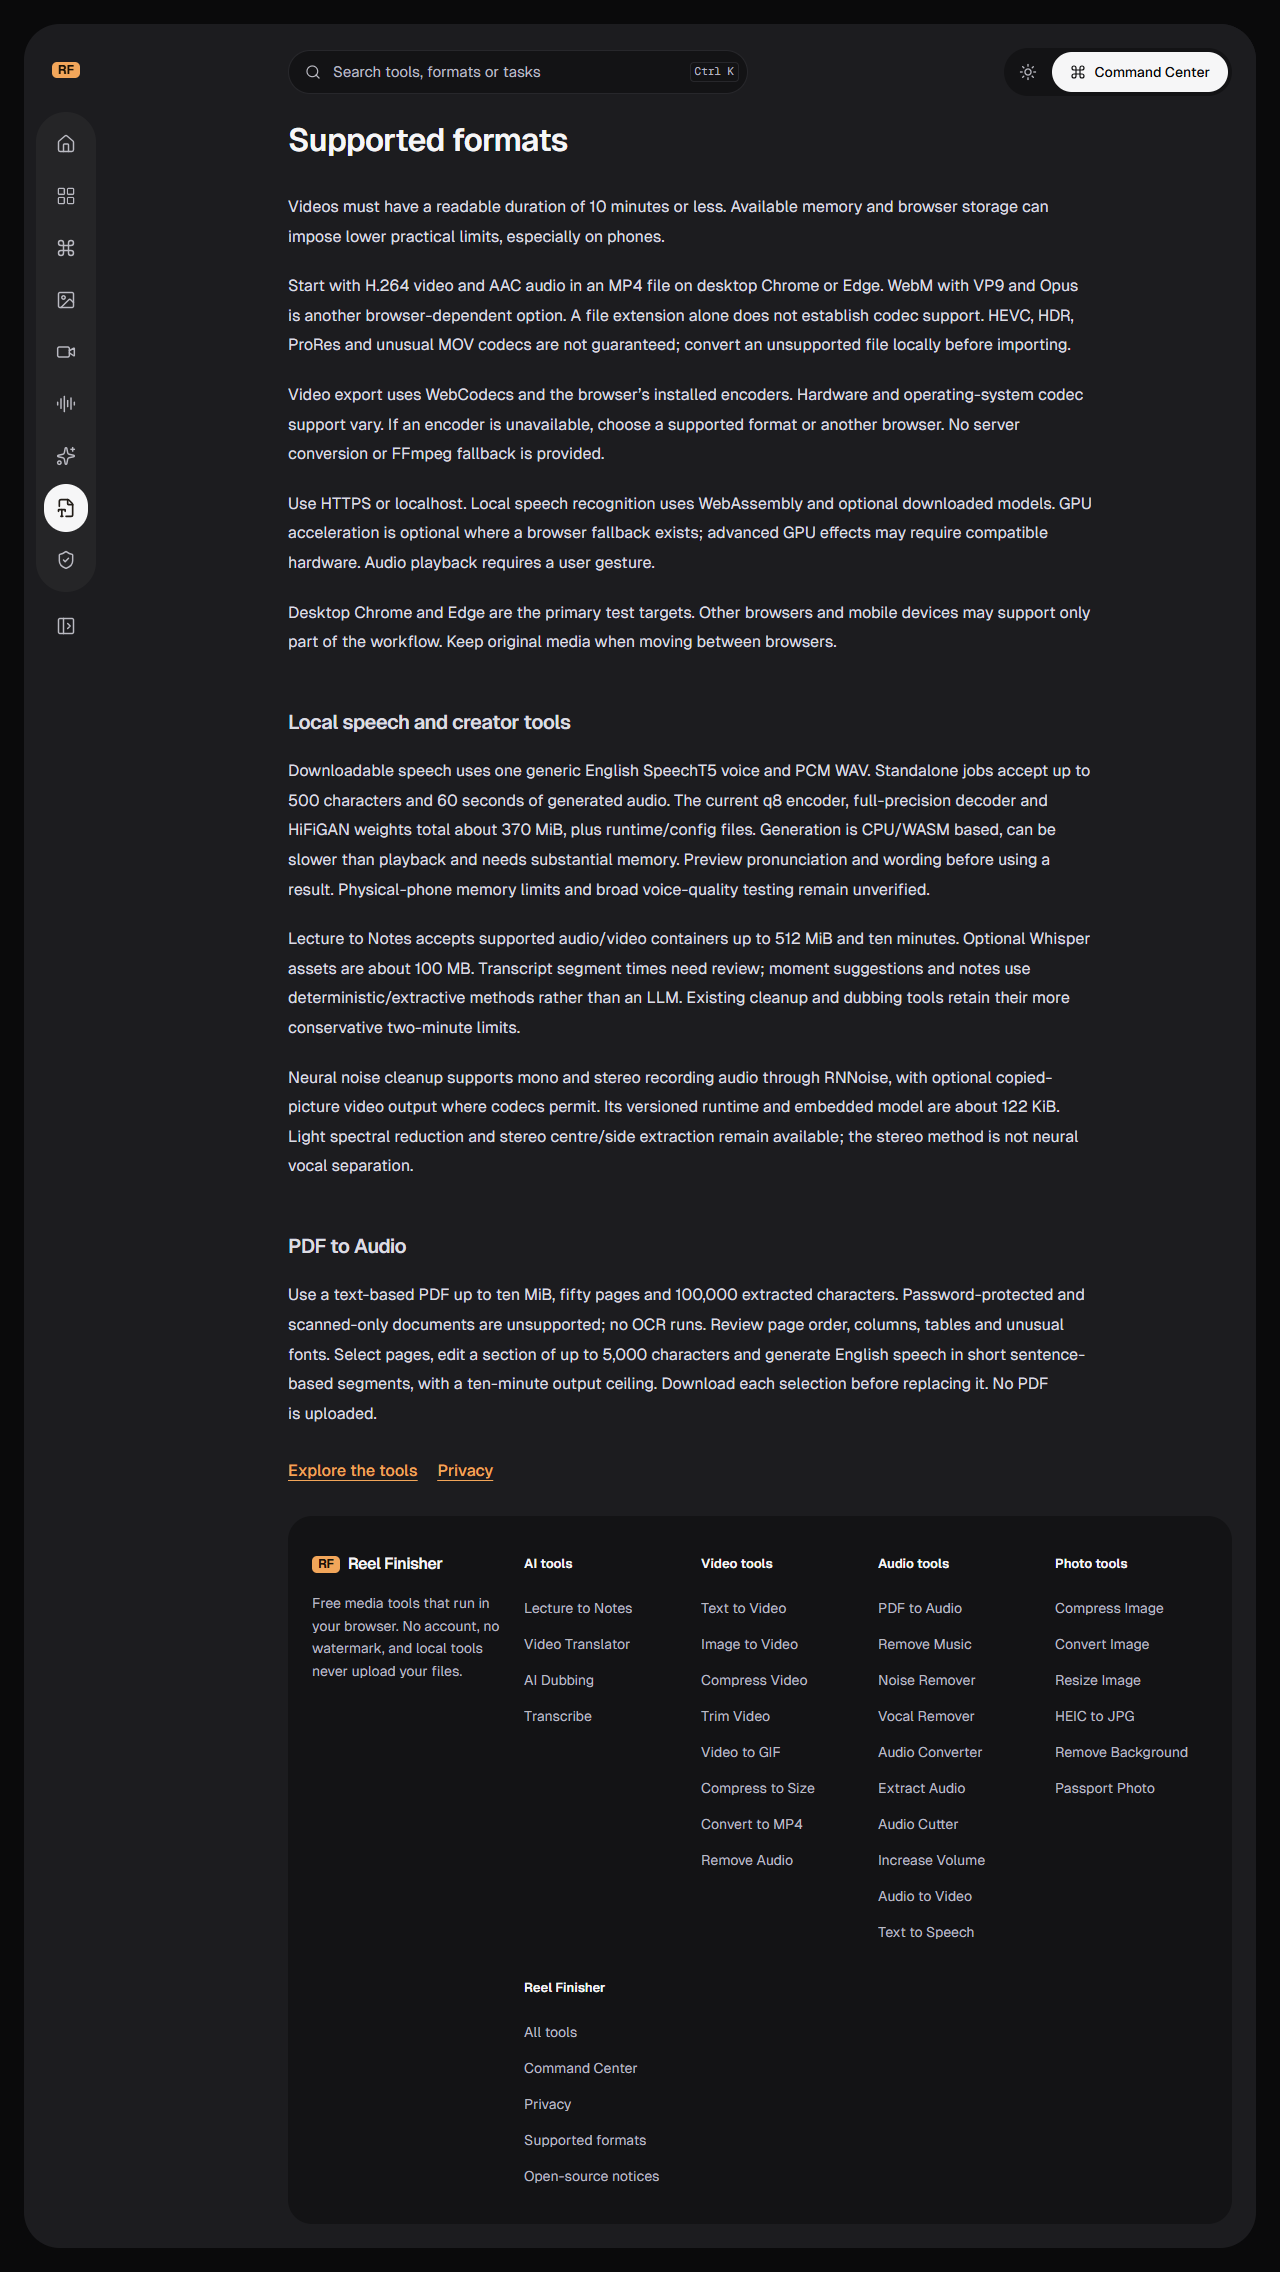 RF
Search tools, formats or tasks
Ctrl K
Command Center
Supported formats
Videos must have a readable duration of 10 minutes or less. Available memory and browser storage can
impose lower practical limits, especially on phones.
Start with H.264 video and AAC audio in an MP4 file on desktop Chrome or Edge. WebM with VP9 and Opus
is another browser-dependent option. A file extension alone does not establish codec support. HEVC, HDR,
ProRes and unusual MOV codecs are not guaranteed; convert an unsupported file locally before importing.
Video export uses WebCodecs and the browser’s installed encoders. Hardware and operating-system codec
support vary. If an encoder is unavailable, choose a supported format or another browser. No server
conversion or FFmpeg fallback is provided.
Use HTTPS or localhost. Local speech recognition uses WebAssembly and optional downloaded models. GPU
acceleration is optional where a browser fallback exists; advanced GPU effects may require compatible
hardware. Audio playback requires a user gesture.
Desktop Chrome and Edge are the primary test targets. Other browsers and mobile devices may support only
part of the workflow. Keep original media when moving between browsers.
Local speech and creator tools
Downloadable speech uses one generic English SpeechT5 voice and PCM WAV. Standalone jobs accept up to
500 characters and 60 seconds of generated audio. The current q8 encoder, full-precision decoder and
HiFiGAN weights total about 370 MiB, plus runtime/config files. Generation is CPU/WASM based, can be
slower than playback and needs substantial memory. Preview pronunciation and wording before using a
result. Physical-phone memory limits and broad voice-quality testing remain unverified.
Lecture to Notes accepts supported audio/video containers up to 512 MiB and ten minutes. Optional Whisper
assets are about 100 MB. Transcript segment times need review; moment suggestions and notes use
deterministic/extractive methods rather than an LLM. Existing cleanup and dubbing tools retain their more
conservative two-minute limits.
Neural noise cleanup supports mono and stereo recording audio through RNNoise, with optional copied-
picture video output where codecs permit. Its versioned runtime and embedded model are about 122 KiB.
Light spectral reduction and stereo centre/side extraction remain available; the stereo method is not neural
vocal separation.
PDF to Audio
Use a text-based PDF up to ten MiB, fifty pages and 100,000 extracted characters. Password-protected and
scanned-only documents are unsupported; no OCR runs. Review page order, columns, tables and unusual
fonts. Select pages, edit a section of up to 5,000 characters and generate English speech in short sentence-
based segments, with a ten-minute output ceiling. Download each selection before replacing it. No PDF
is uploaded.
Explore the tools Privacy
RF Reel Finisher
Free media tools that run in
your browser. No account, no
watermark, and local tools
never upload your files.
AI tools
Lecture to Notes
Video Translator
AI Dubbing
Transcribe
Video tools
Text to Video
Image to Video
Compress Video
Trim Video
Video to GIF
Compress to Size
Convert to MP4
Remove Audio
Audio tools
PDF to Audio
Remove Music
Noise Remover
Vocal Remover
Audio Converter
Extract Audio
Audio Cutter
Increase Volume
Audio to Video
Text to Speech
Photo tools
Compress Image
Convert Image
Resize Image
HEIC to JPG
Remove Background
Passport Photo
Reel Finisher
All tools
Command Center
Privacy
Supported formats
Open-source notices